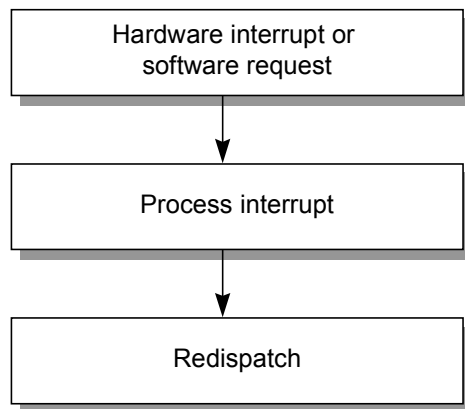 Hardware interrupt or
software request
Process interrupt
Redispatch